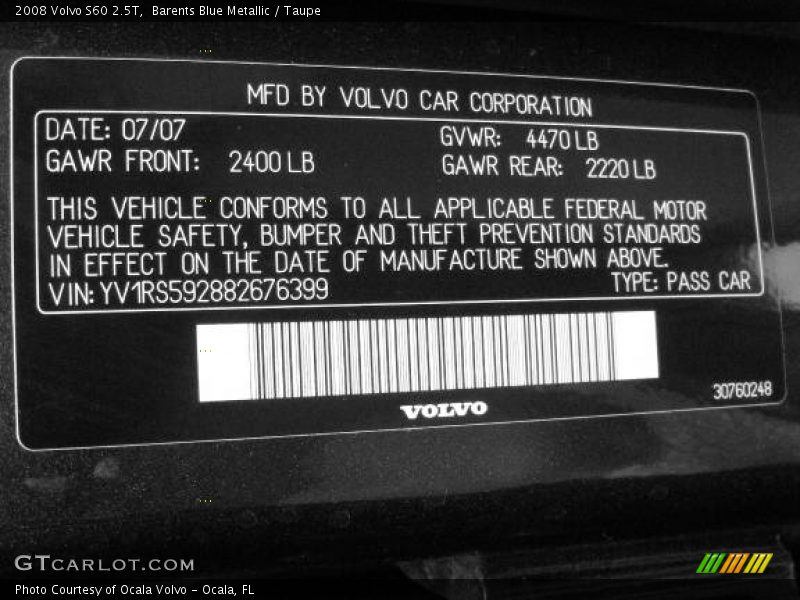 2008 Volvo S60 2.5T,  Barents Blue Metallic / Taupe
MFD BY VOLVO CAR CORPORATION
DATE: 07/07 GVWR: 4470 LB
GAWR FRONT: 2400 LB GAWR REAR: 2220 LB
THIS VEHICLE CONFORMS TO ALL APPLICABLE FEDERAL MOTOR
VEHICLE SAFETY, BUMPER AND THEFT PREVENTION STANDARDS
IN EFFECT ON THE DATE OF MANUFACTURE SHOWN ABOVE.
VIN: YV1RS592882676399 TYPE: PASS CAR
30760248
VOLVO
GTCARLOT.COM
Photo Courtesy of Ocala Volvo - Ocala, FL